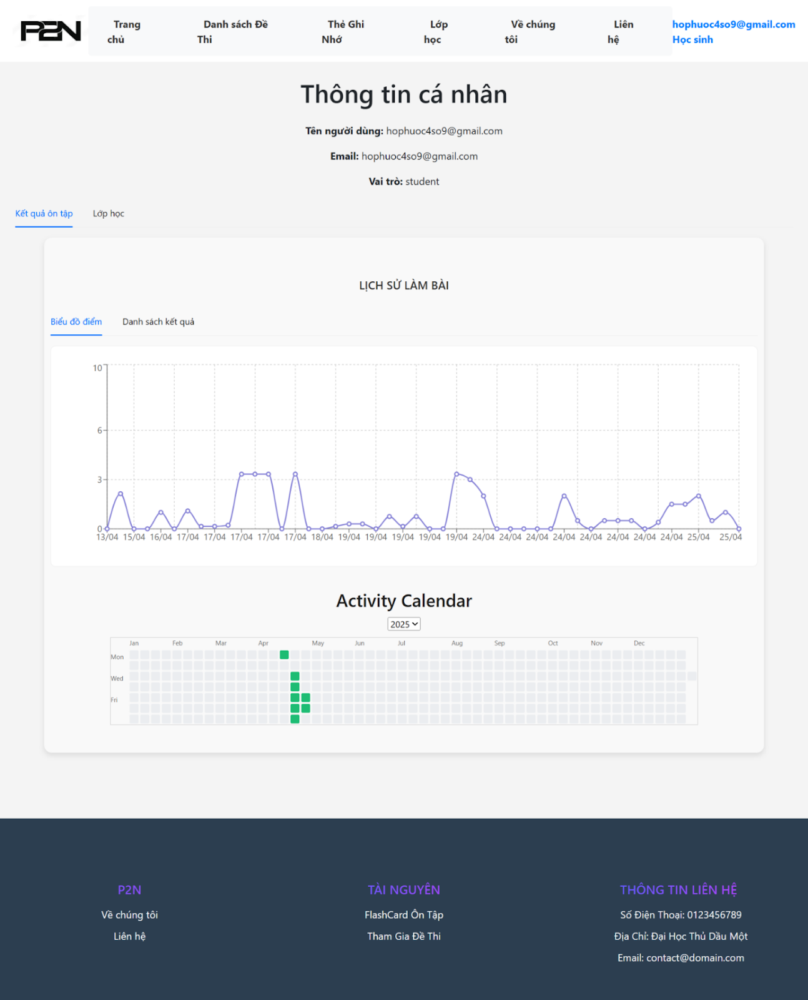 P2N
Trang chủ
Danh sách Đề Thi
Thẻ Ghi Nhớ
Lớp học
Về chúng tôi
Liên hệ
hophuoc4so9@gmail.com
Học sinh
Thông tin cá nhân
Tên người dùng: hophuoc4so9@gmail.com
Email: hophuoc4so9@gmail.com
Vai trò: student
Kết quả ôn tập Lớp học
LỊCH SỬ LÀM BÀI
Biểu đồ điểm Danh sách kết quả
10
6
3
0
13/04 15/04 16/04 17/04 17/04 17/04 17/04 17/04 18/04 19/04 19/04 19/04 19/04 19/04 24/04 24/04 24/04 24/04 24/04 24/04 24/04 24/04 25/04 25/04
Activity Calendar
2025
Jan Feb Mar Apr May Jun Jul Aug Sep Oct Nov Dec
Mon
Wed
Fri
P2N
Về chúng tôi
Liên hệ
TÀI NGUYÊN
FlashCard Ôn Tập
Tham Gia Đề Thi
THÔNG TIN LIÊN HỆ
Số Điện Thoại: 0123456789
Địa Chỉ: Đại Học Thủ Dầu Một
Email: contact@domain.com